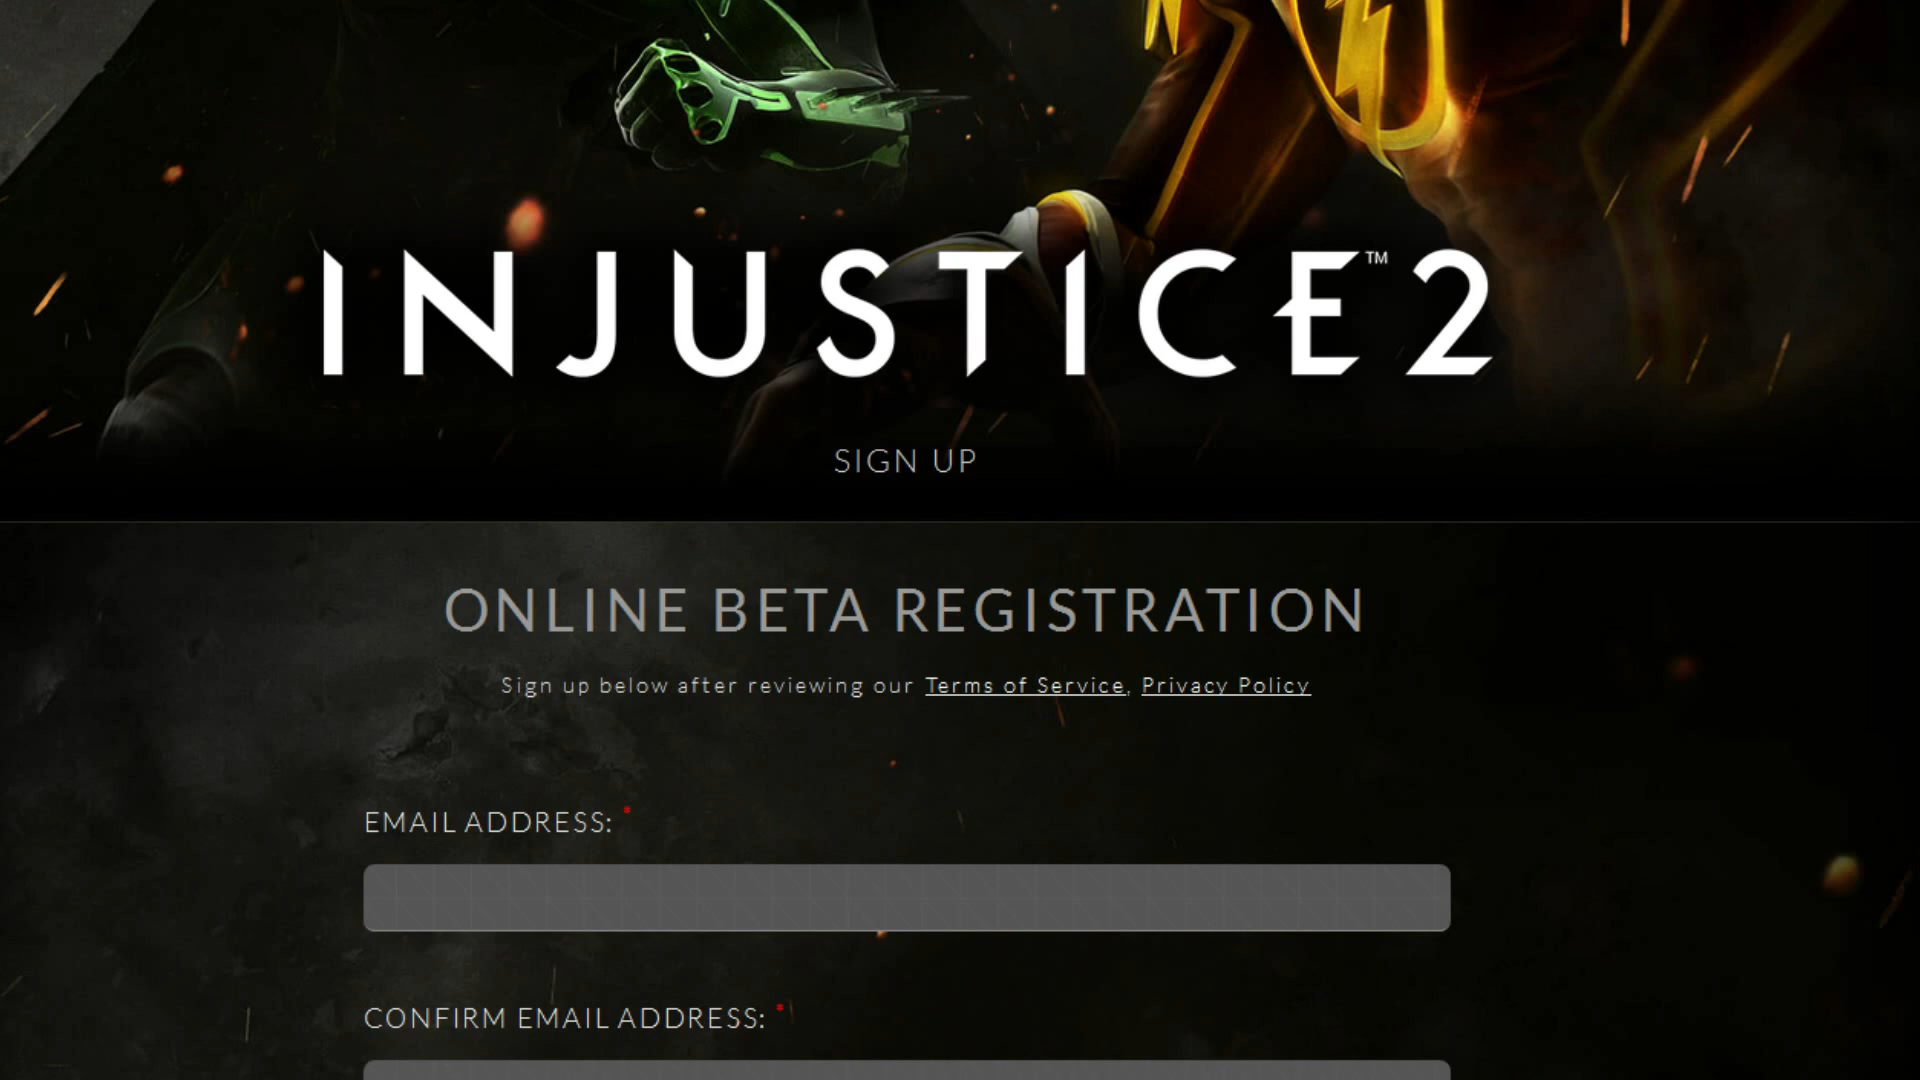 INJUSTICE™2
SIGN UP
ONLINE BETA REGISTRATION
Sign up below after reviewing our Terms of Service, Privacy Policy
EMAIL ADDRESS: *
CONFIRM EMAIL ADDRESS: *